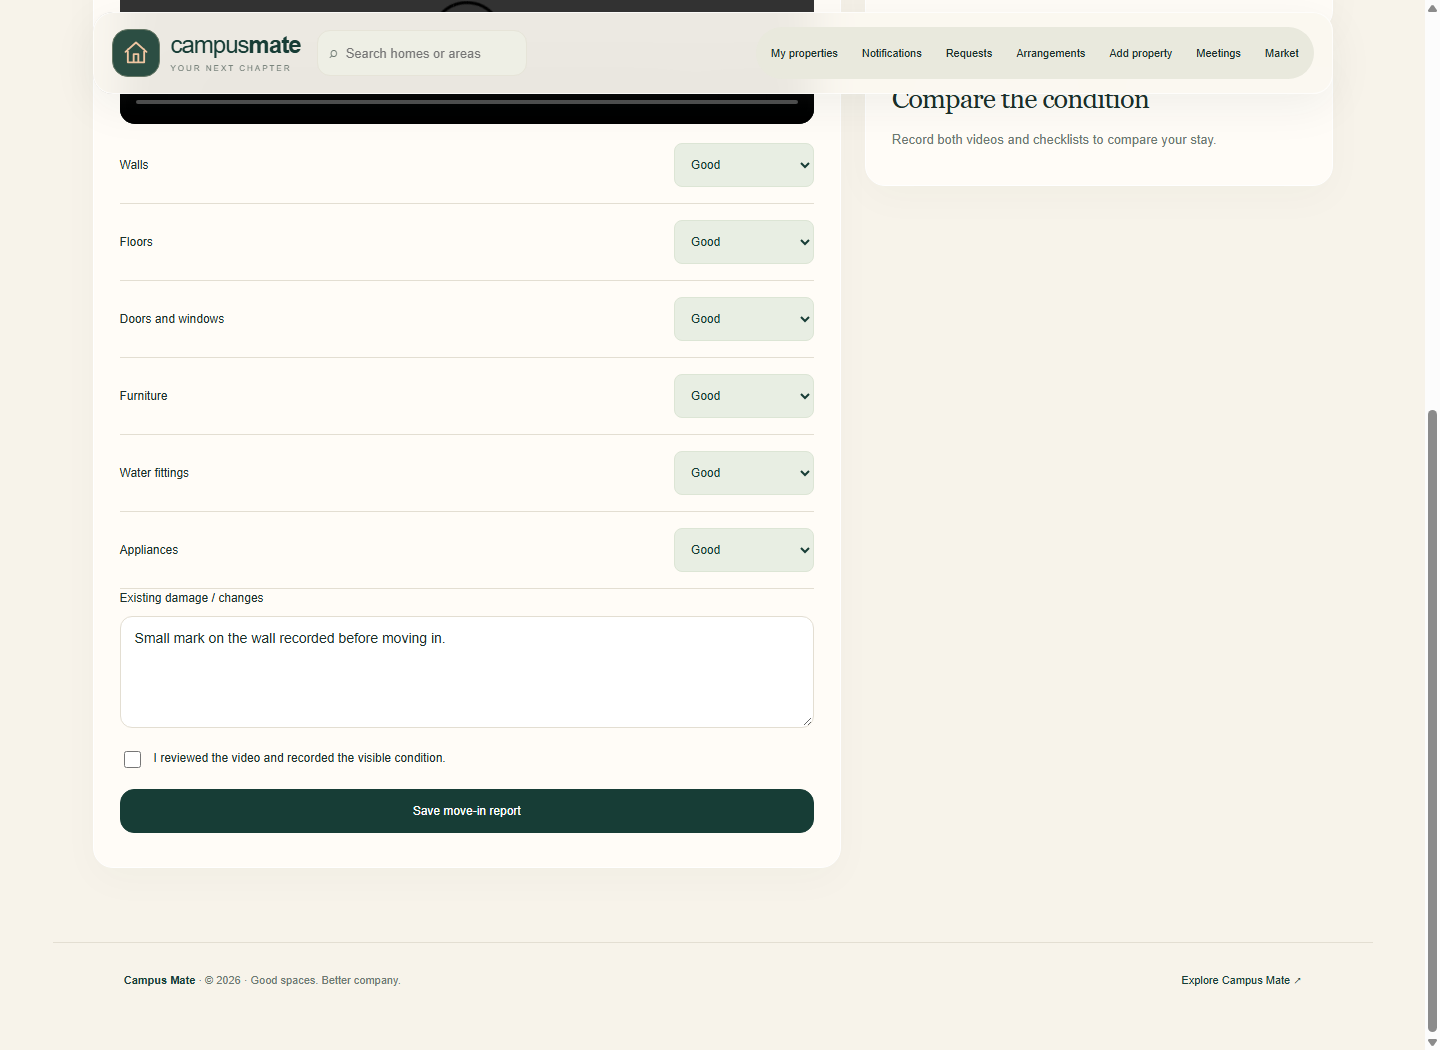 campusmate
YOUR NEXT CHAPTER
Search homes or areas
My properties
Notifications
Requests
Arrangements
Add property
Meetings
Market
Compare the condition
Record both videos and checklists to compare your stay.
Walls
Good
Floors
Good
Doors and windows
Good
Furniture
Good
Water fittings
Good
Appliances
Good
Existing damage / changes
Small mark on the wall recorded before moving in.
I reviewed the video and recorded the visible condition.
Save move-in report
Campus Mate · © 2026 · Good spaces. Better company.
Explore Campus Mate ↗